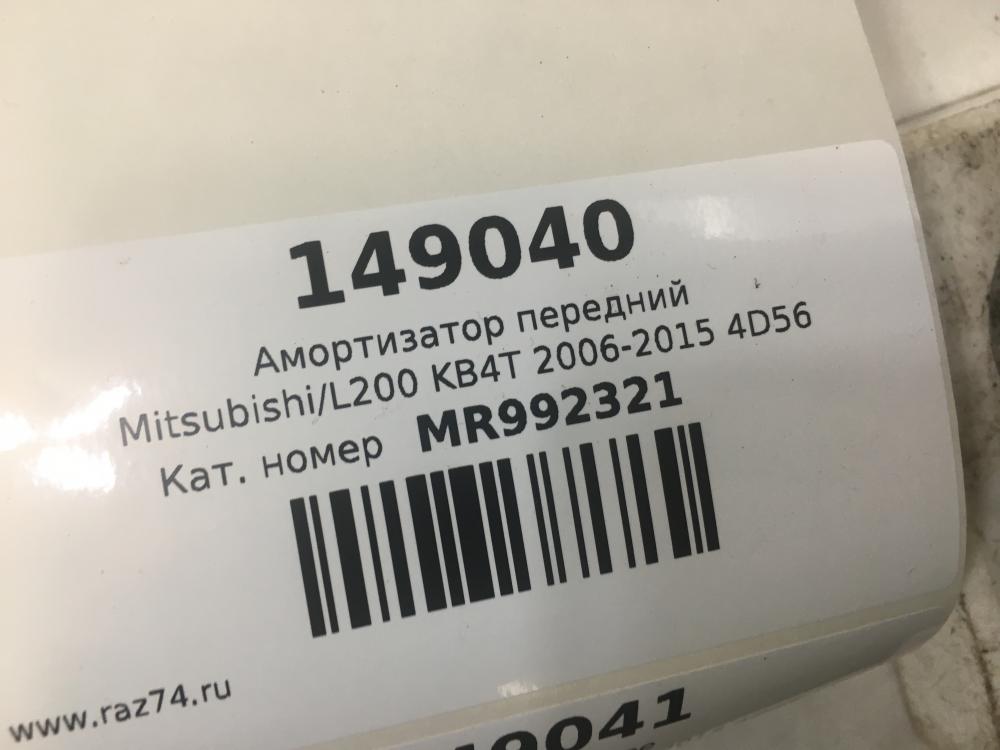 149040
Амортизатор передний
Mitsubishi/L200 KB4T 2006-2015 4D56
Кат. номер MR992321
www.raz74.ru